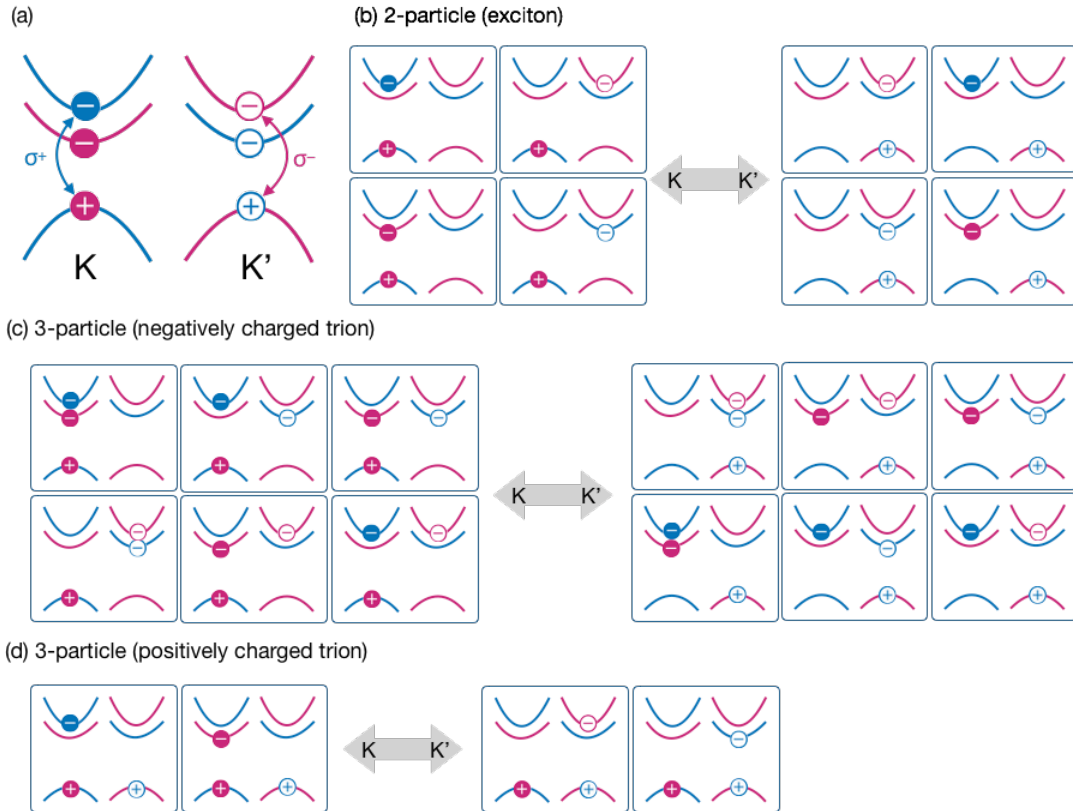 (a)
(b) 2-particle (exciton)
σ+
σ−
K
K'
K K'
(c) 3-particle (negatively charged trion)
K K'
(d) 3-particle (positively charged trion)
K K'